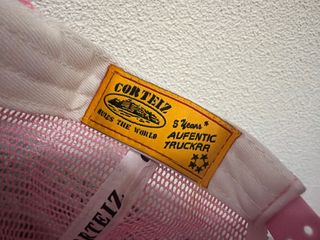 CORTEIZ
RULES THE WORLD
5 Years
AUFENTIC
TRUCKRR
CORTEIZ